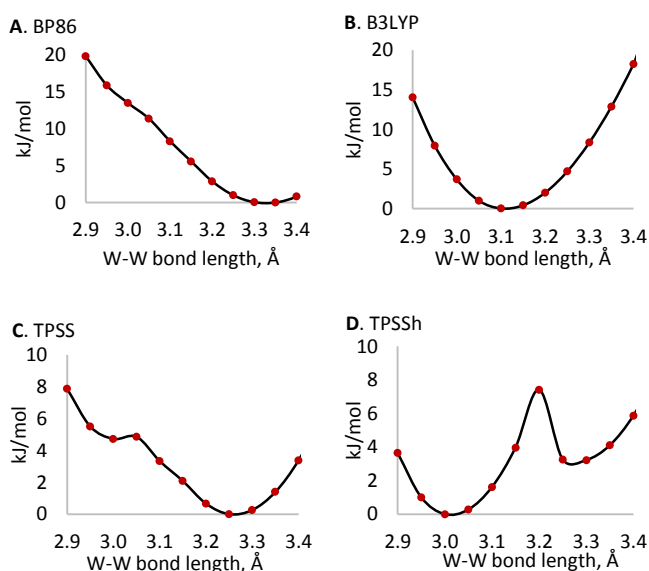 A. BP86
20
15
10
5
0
kJ/mol
2.9 3.0 3.1 3.2 3.3 3.4
W-W bond length, Å
B. B3LYP
20
15
10
5
0
kJ/mol
2.9 3.0 3.1 3.2 3.3 3.4
W-W bond length, Å
C. TPSS
10
8
6
4
2
0
kJ/mol
2.9 3.0 3.1 3.2 3.3 3.4
W-W bond length, Å
D. TPSSh
10
8
6
4
2
0
kJ/mol
2.9 3.0 3.1 3.2 3.3 3.4
W-W bond length, Å